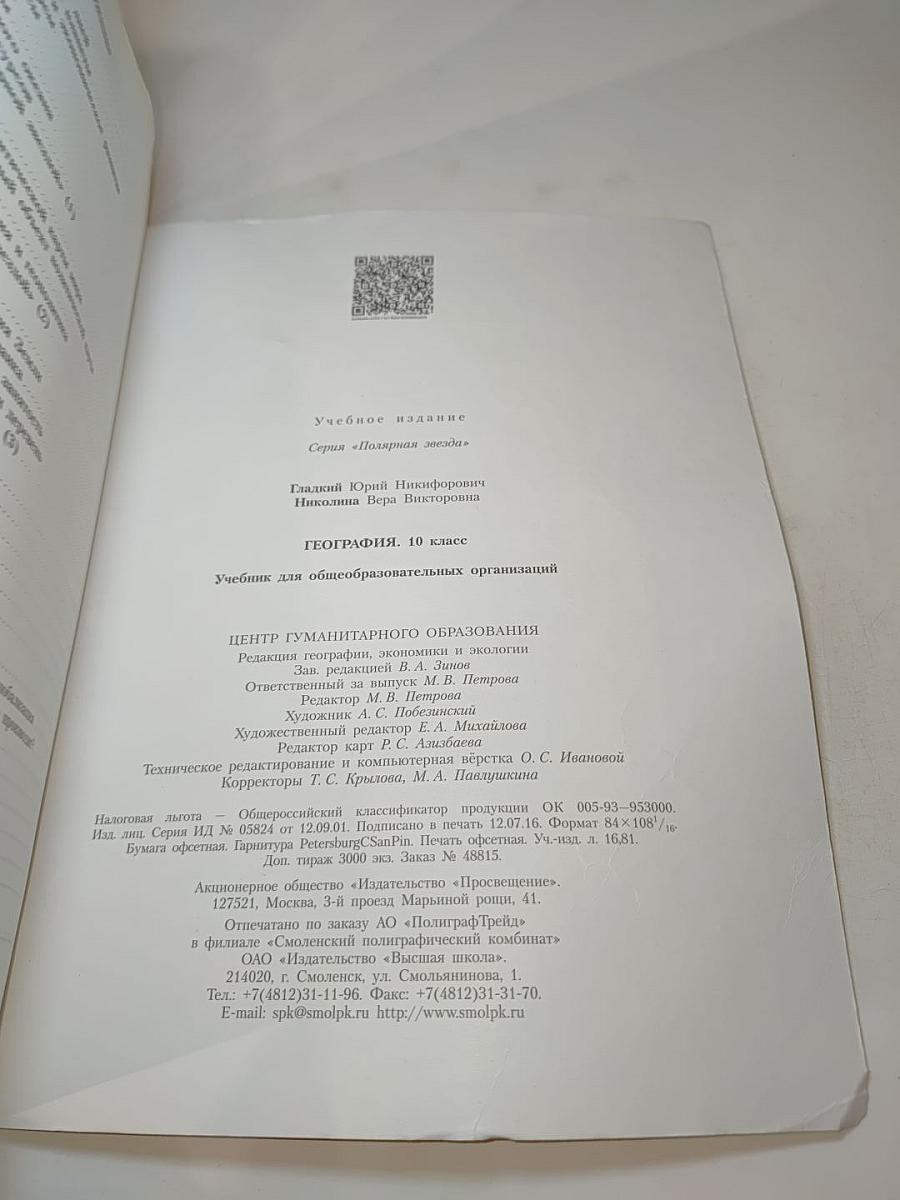 Учебное издание
Серия «Полярная звезда»
Гладкий Юрий Никифорович
Николина Вера Викторовна
ГЕОГРАФИЯ. 10 класс
Учебник для общеобразовательных организаций
ЦЕНТР ГУМАНИТАРНОГО ОБРАЗОВАНИЯ
Редакция географии, экономики и экологии
Зав. редакцией В. А. Зинов
Ответственный за выпуск М. В. Петрова
Редактор М. В. Петрова
Художник А. С. Побезинский
Художественный редактор Е. А. Михайлова
Редактор карт Р. С. Азизбаева
Техническое редактирование и компьютерная вёрстка О. С. Ивановой
Корректоры Т. С. Крылова, М. А. Павлушкина
Налоговая льгота — Общероссийский классификатор продукции ОК 005-93—953000.
Изд. лиц. Серия ИД № 05824 от 12.09.01. Подписано в печать 12.07.16. Формат 84×108¹/₁₆.
Бумага офсетная. Гарнитура PetersburgCSanPin. Печать офсетная. Уч.-изд. л. 16,81.
Доп. тираж 3000 экз. Заказ № 48815.
Акционерное общество «Издательство «Просвещение».
127521, Москва, 3-й проезд Марьиной рощи, 41.
Отпечатано по заказу АО «ПолиграфТрейд»
в филиале «Смоленский полиграфический комбинат»
ОАО «Издательство «Высшая школа».
214020, г. Смоленск, ул. Смольянинова, 1.
Тел.: +7(4812)31-11-96. Факс: +7(4812)31-31-70.
E-mail: spk@smolpk.ru http://www.smolpk.ru